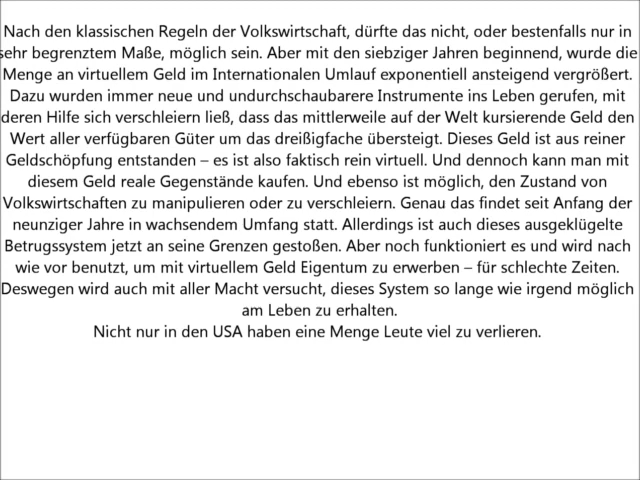 Nach den klassischen Regeln der Volkswirtschaft, dürfte das nicht, oder bestenfalls nur in
sehr begrenztem Maße, möglich sein. Aber mit den siebziger Jahren beginnend, wurde die
Menge an virtuellem Geld im Internationalen Umlauf exponentiell ansteigend vergrößert.
Dazu wurden immer neue und undurchschaubarere Instrumente ins Leben gerufen, mit
deren Hilfe sich verschleiern ließ, dass das mittlerweile auf der Welt kursierende Geld den
Wert aller verfügbaren Güter um das dreißigfache übersteigt. Dieses Geld ist aus reiner
Geldschöpfung entstanden – es ist also faktisch rein virtuell. Und dennoch kann man mit
diesem Geld reale Gegenstände kaufen. Und ebenso ist möglich, den Zustand von
Volkswirtschaften zu manipulieren oder zu verschleiern. Genau das findet seit Anfang der
neunziger Jahre in wachsendem Umfang statt. Allerdings ist auch dieses ausgeklügelte
Betrugssystem jetzt an seine Grenzen gestoßen. Aber noch funktioniert es und wird nach
wie vor benutzt, um mit virtuellem Geld Eigentum zu erwerben – für schlechte Zeiten.
Deswegen wird auch mit aller Macht versucht, dieses System so lange wie irgend möglich
am Leben zu erhalten.
Nicht nur in den USA haben eine Menge Leute viel zu verlieren.